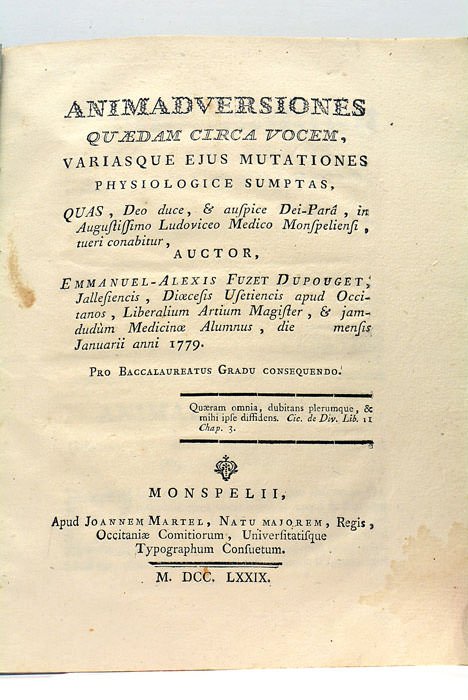 ANIMADVERSIONES
QUÆDAM CIRCA VOCEM,
VARIASQUE EJUS MUTATIONES
PHYSIOLOGICE SUMPTAS,
QUAS, Deo duce, & auſpice Dei-Parâ, in
Auguſtiſſimo Ludoviceo Medico Monſpelienſi,
tueri conabitur,
AUCTOR,
EMMANUEL-ALEXIS FUZET DUPOUGET,
Jalleſiencis, Diœceſis Uſetiencis apud Occi-
tanos, Liberalium Artium Magiſter, & jam-
dudùm Medicinæ Alumnus, die menſis
Januarii anni 1779.
PRO BACCALAUREATUS GRADU CONSEQUENDO.
Quæram omnia, dubitans plerumque, &
mihi ipſe diffidens. Cic. de Div. Lib. 11
Chap. 3.
MONSPELII,
Apud JOANNEM MARTEL, NATU MAJOREM, Regis,
Occitaniæ Comitiorum, Univerſitatiſque
Typographum Conſuetum.
M. DCC. LXXIX.